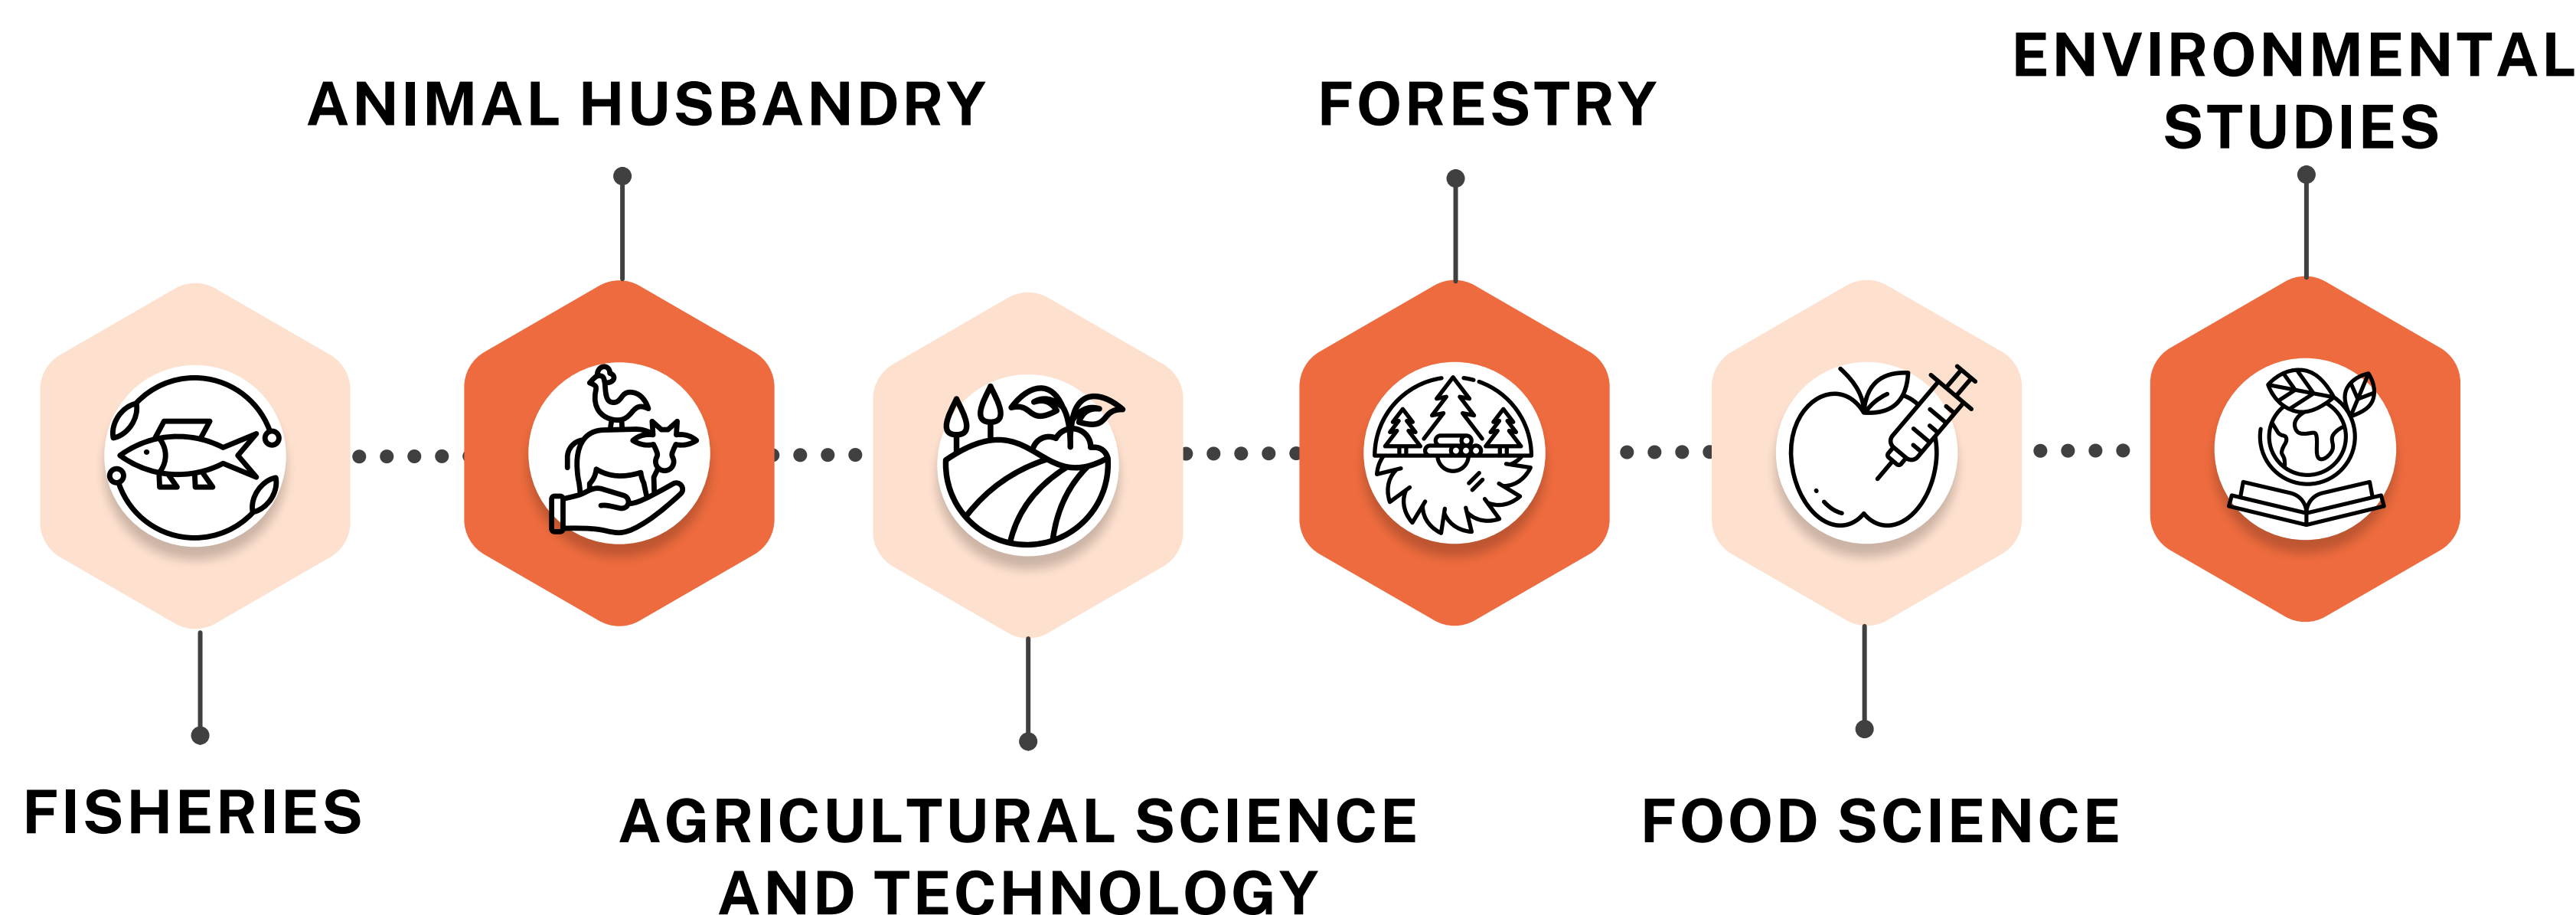 ENVIRONMENTAL
STUDIES
ANIMAL HUSBANDRY
FORESTRY
FISHERIES
AGRICULTURAL SCIENCE
AND TECHNOLOGY
FOOD SCIENCE